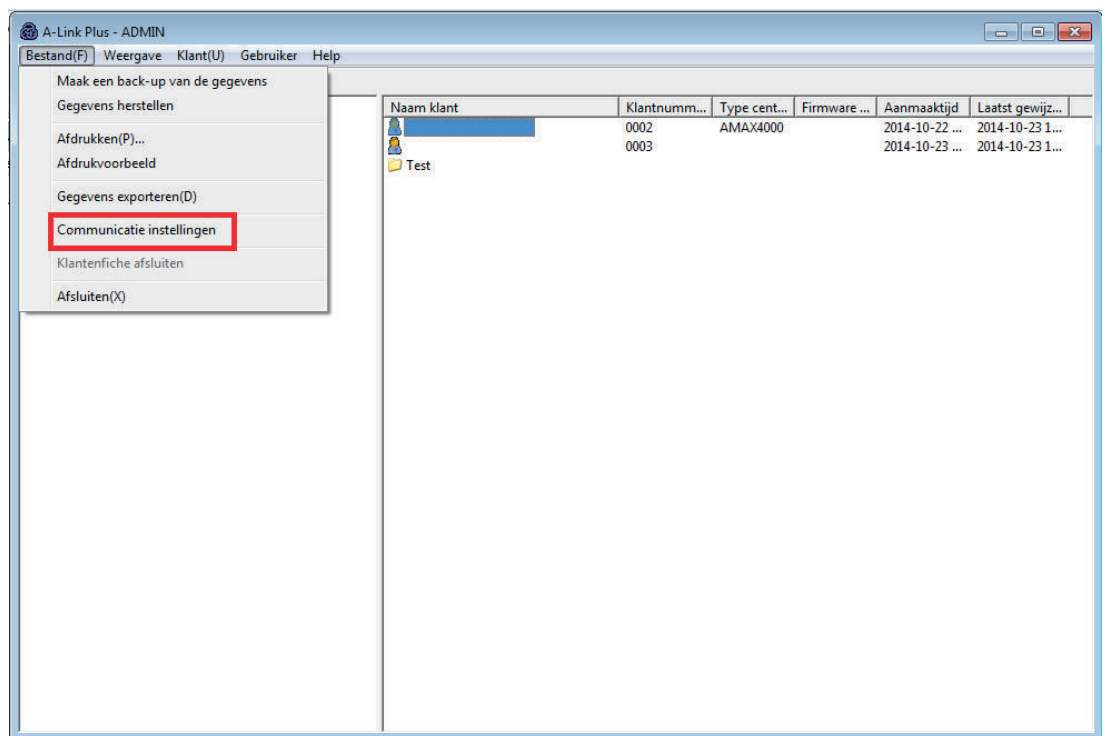 A-Link Plus - ADMIN
Bestand(F) Weergave Klant(U) Gebruiker Help
Maak een back-up van de gegevens
Gegevens herstellen
Afdrukken(P)...
Afdrukvoorbeeld
Gegevens exporteren(D)
Communicatie instellingen
Klantenfiche afsluiten
Afsluiten(X)
Naam klant Klantnumm... Type cent... Firmware ... Aanmaaktijd Laatst gewijz...
0002 AMAX4000 2014-10-22 ... 2014-10-23 1...
0003 2014-10-23 ... 2014-10-23 1...
Test